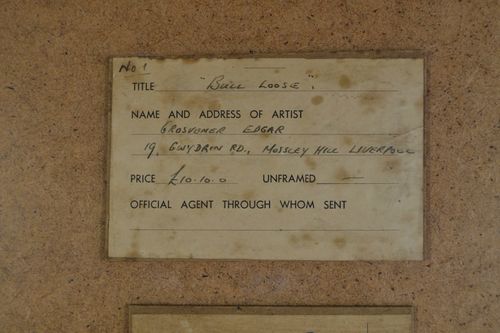 No 1
TITLE "BULL LOOSE".
NAME AND ADDRESS OF ARTIST
GROSVONER EDGAR
19, GWYDRIN RD., MOSSLEY HILL LIVERPOOL
PRICE £10.10.0 UNFRAMED —
OFFICIAL AGENT THROUGH WHOM SENT